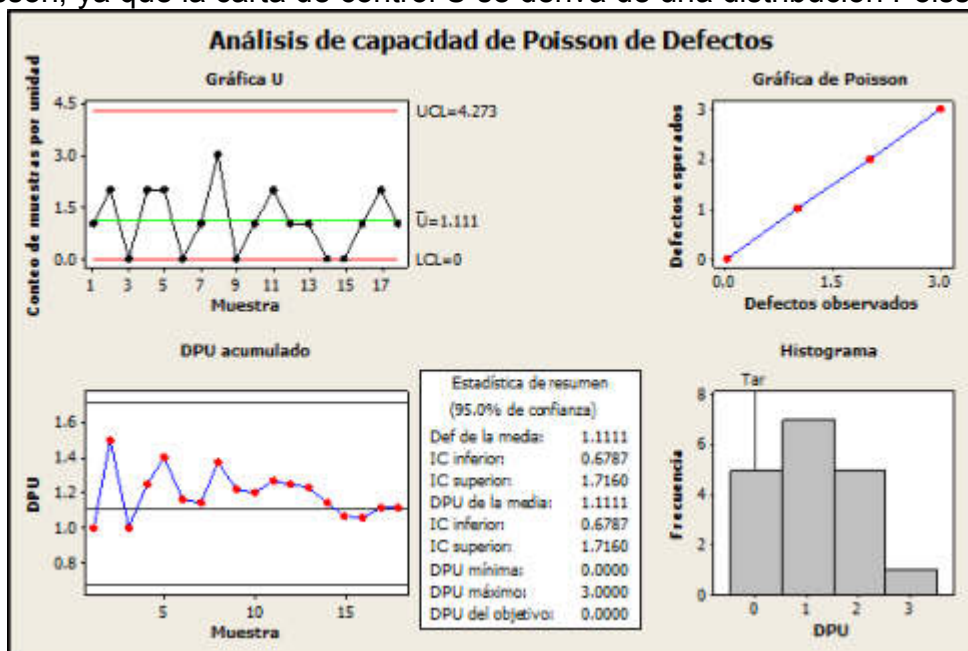 Análisis de capacidad de Poisson de Defectos
Gráfica U
Conteo de muestras por unidad
4.5
3.0
1.5
0.0
1 3 5 7 9 11 13 15 17
Muestra
UCL=4.273
U̅=1.111
LCL=0
Gráfica de Poisson
Defectos esperados
3
2
1
0
0.0 1.5 3.0
Defectos observados
DPU acumulado
DPU
1.6
1.4
1.2
1.0
0.8
5 10 15
Muestra
Estadística de resumen
(95.0% de confianza)
Def de la media: 1.1111
IC inferior: 0.6787
IC superior: 1.7160
DPU de la media: 1.1111
IC inferior: 0.6787
IC superior: 1.7160
DPU mínima: 0.0000
DPU máximo: 3.0000
DPU del objetivo: 0.0000
Histograma
Tar
Frecuencia
8
6
4
2
0
0 1 2 3
DPU